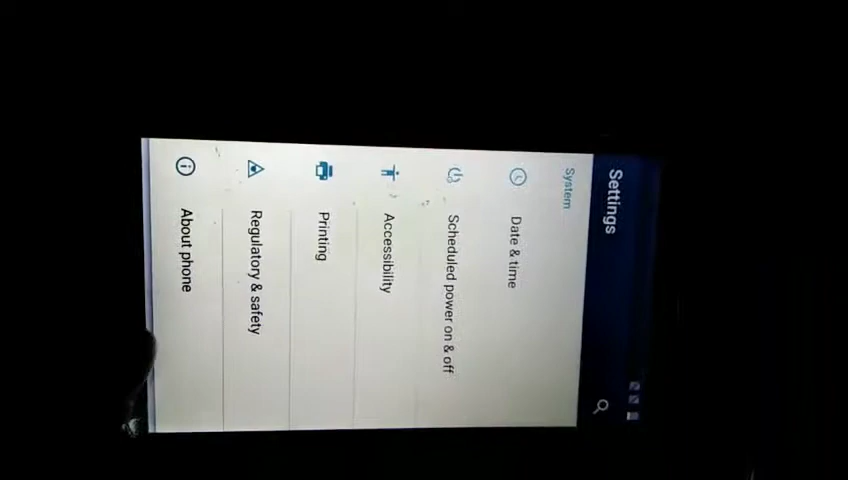 Settings
System
Date & time
Scheduled power on & off
Accessibility
Printing
Regulatory & safety
About phone